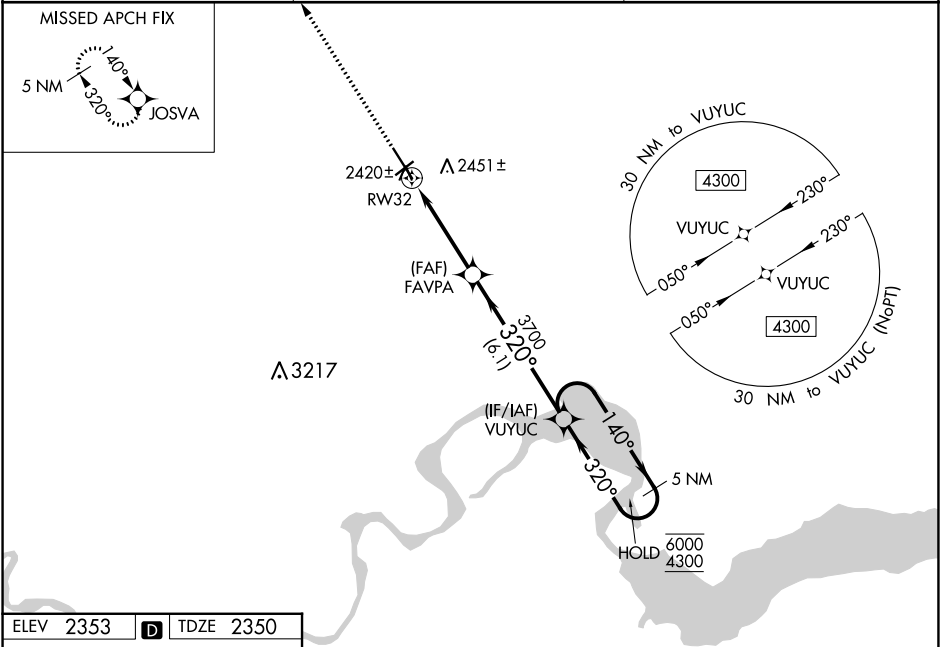 MISSED APCH FIX
140°
5 NM
320°
JOSVA
2420±
2451±
RW32
(FAF)
FAVPA
3700
320°
(6.1)
3217
(IF/IAF)
VUYUC
140°
320°
5 NM
HOLD 6000
4300
30 NM to VUYUC
4300
230°
VUYUC
050°
230°
VUYUC
050°
4300
30 NM to VUYUC (NoPT)
ELEV 2353 D TDZE 2350